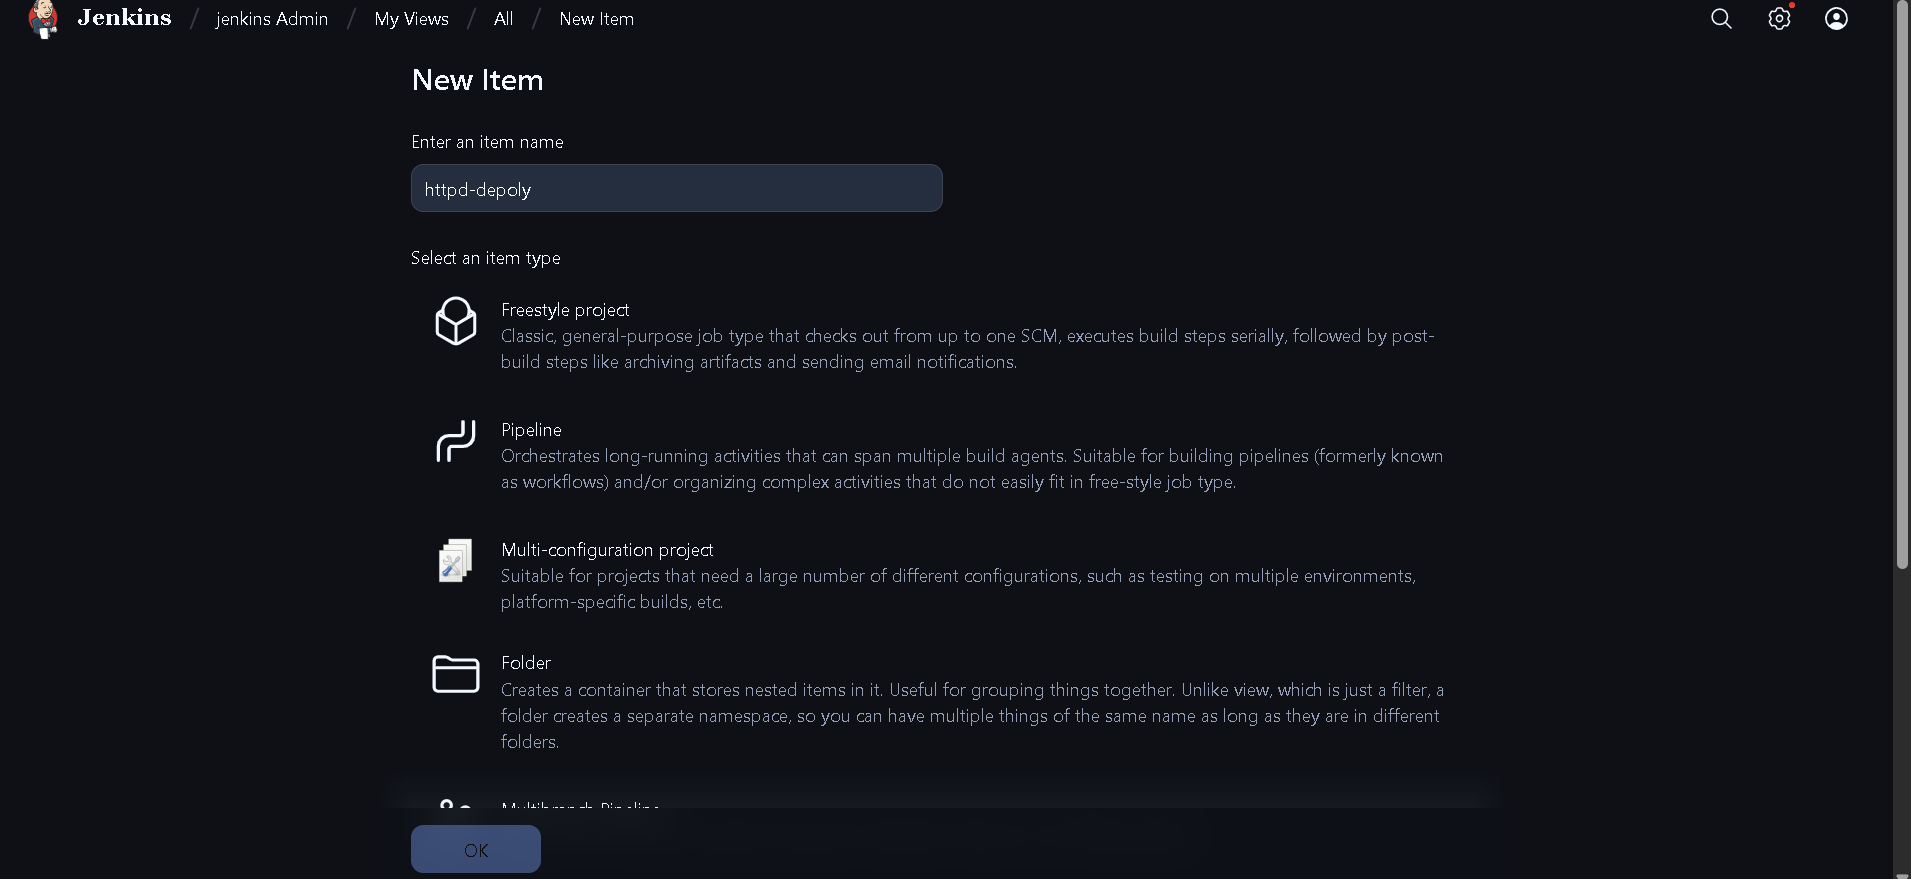 Jenkins / jenkins Admin / My Views / All / New Item
New Item
Enter an item name
httpd-depoly
Select an item type
Freestyle project
Classic, general-purpose job type that checks out from up to one SCM, executes build steps serially, followed by post-
build steps like archiving artifacts and sending email notifications.
Pipeline
Orchestrates long-running activities that can span multiple build agents. Suitable for building pipelines (formerly known
as workflows) and/or organizing complex activities that do not easily fit in free-style job type.
Multi-configuration project
Suitable for projects that need a large number of different configurations, such as testing on multiple environments,
platform-specific builds, etc.
Folder
Creates a container that stores nested items in it. Useful for grouping things together. Unlike view, which is just a filter, a
folder creates a separate namespace, so you can have multiple things of the same name as long as they are in different
folders.
Multibranch Pipeline
OK